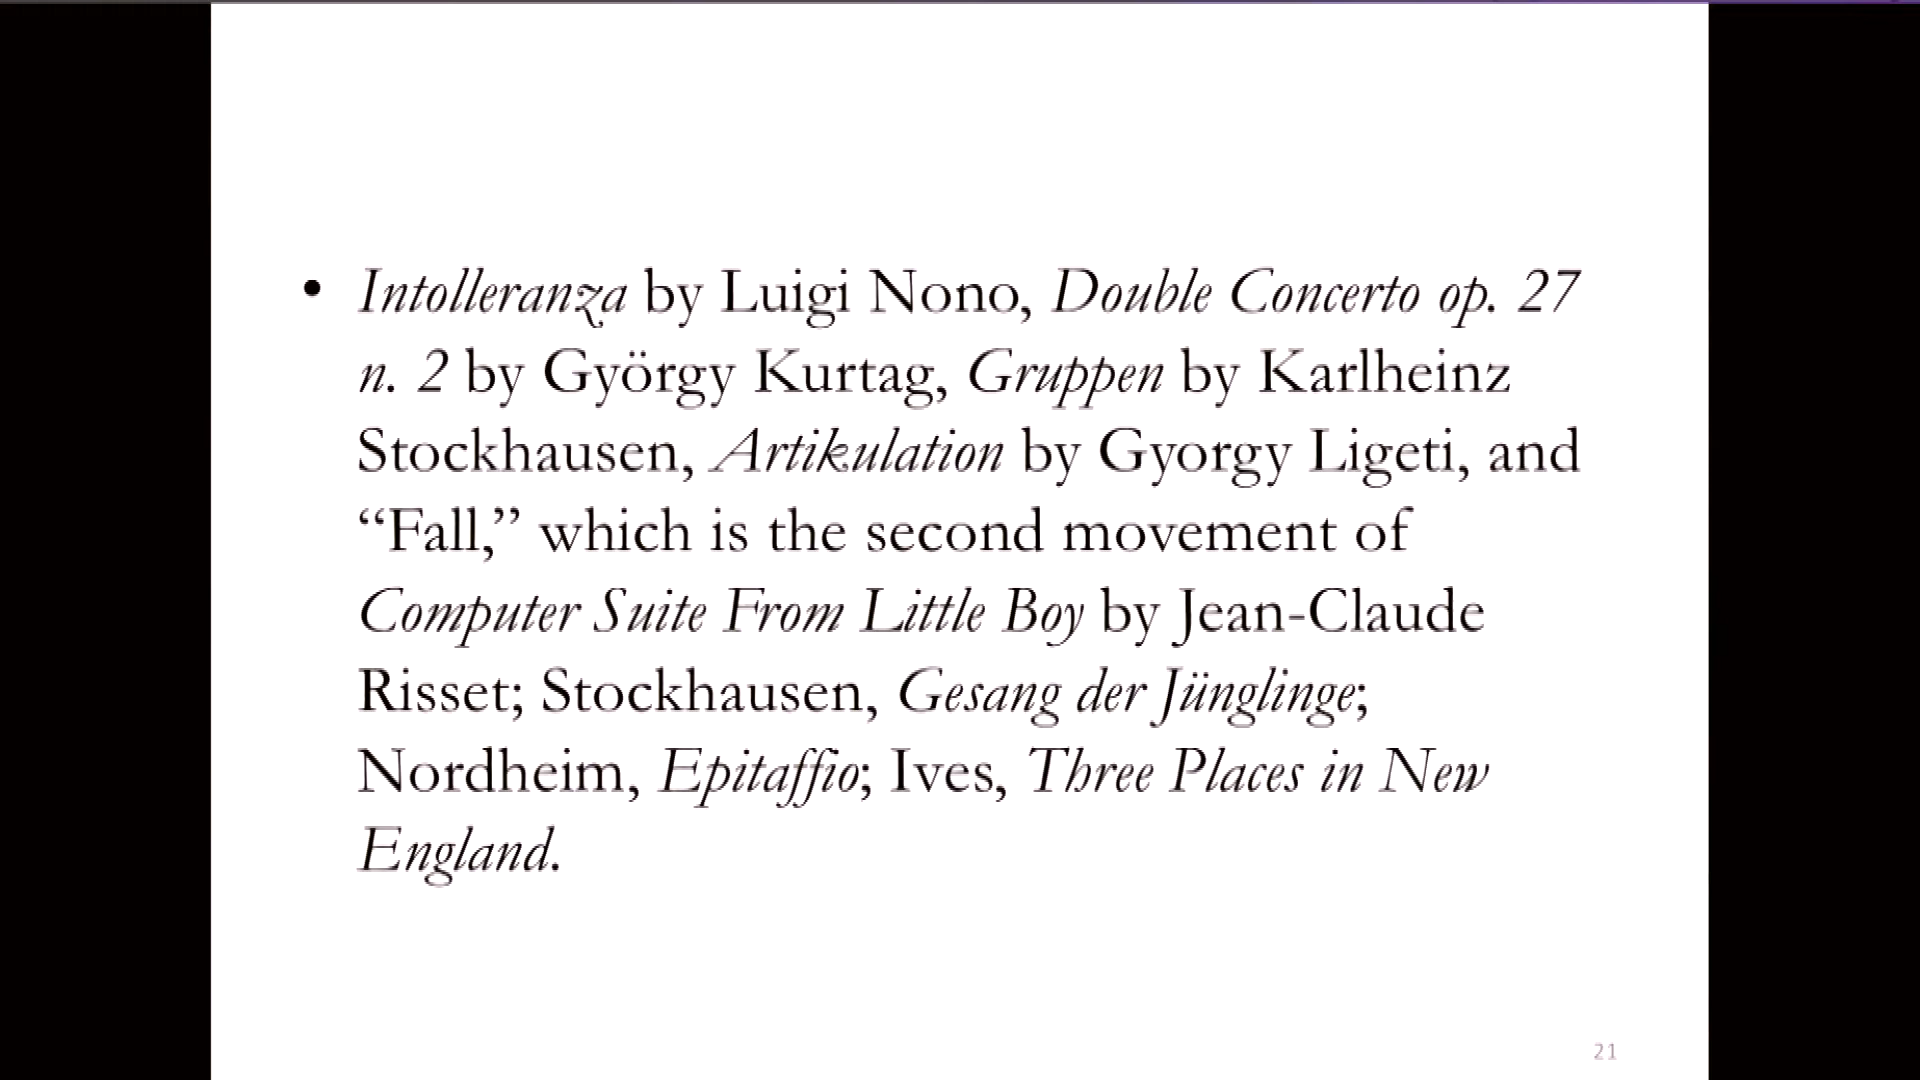 • Intolleranza by Luigi Nono, Double Concerto op. 27
n. 2 by György Kurtag, Gruppen by Karlheinz
Stockhausen, Artikulation by Gyorgy Ligeti, and
“Fall,” which is the second movement of
Computer Suite From Little Boy by Jean-Claude
Risset; Stockhausen, Gesang der Jünglinge;
Nordheim, Epitaffio; Ives, Three Places in New
England.
21